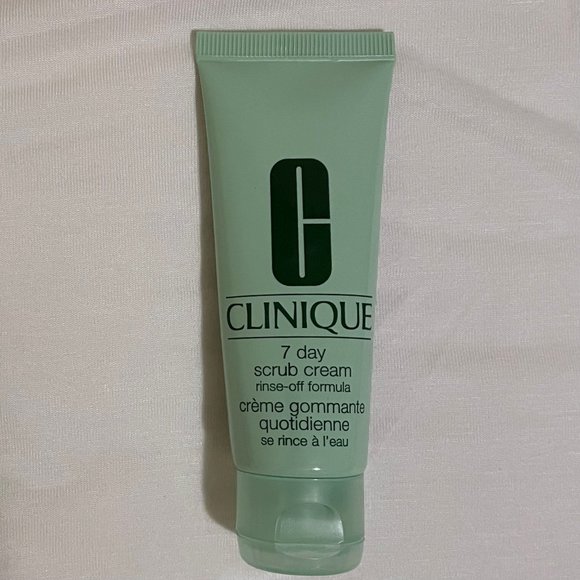 C
CLINIQUE
7 day
scrub cream
rinse-off formula
crème gommante
quotidienne
se rince à l'eau